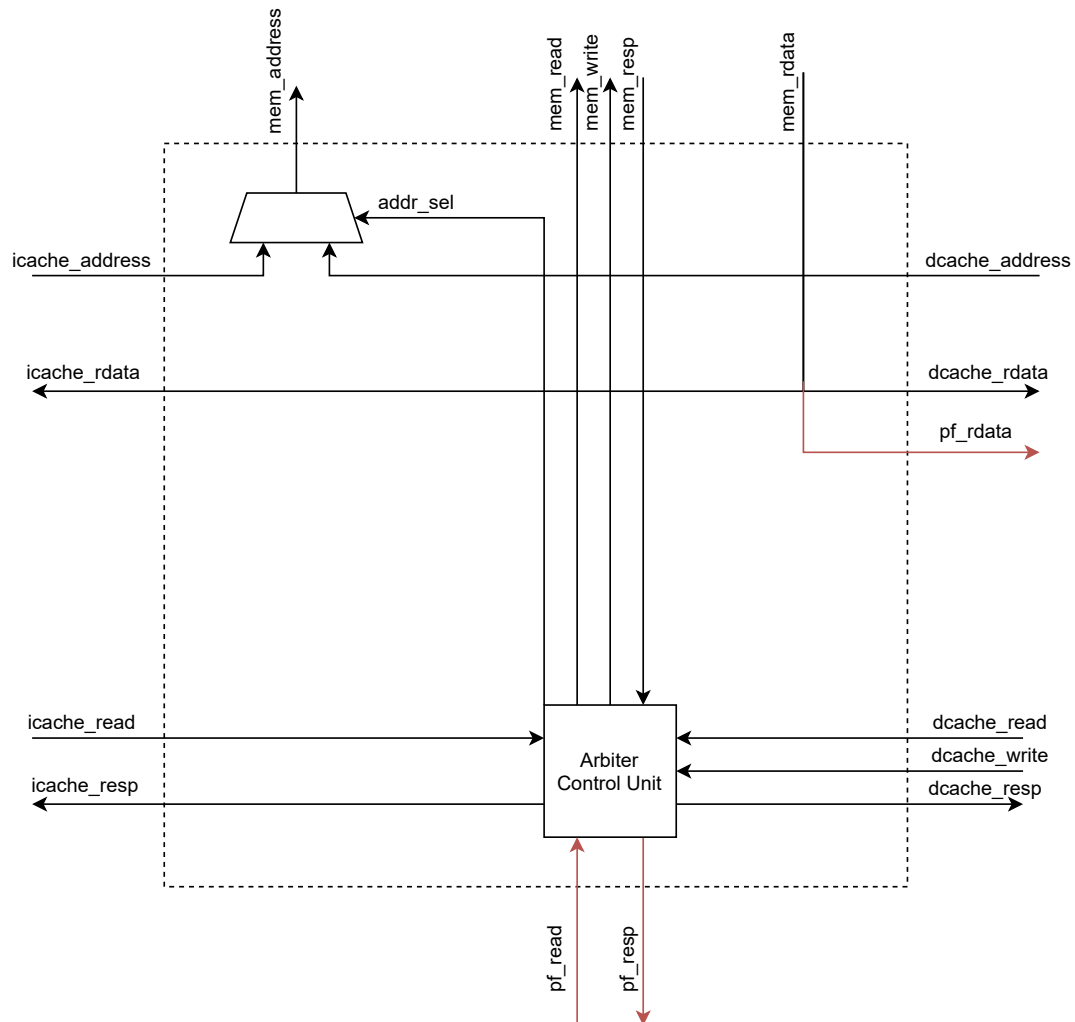 mem_address
mem_read
mem_write
mem_resp
mem_rdata
addr_sel
icache_address
dcache_address
icache_rdata
dcache_rdata
pf_rdata
icache_read
dcache_read
Arbiter
Control Unit
dcache_write
icache_resp
dcache_resp
pf_read
pf_resp